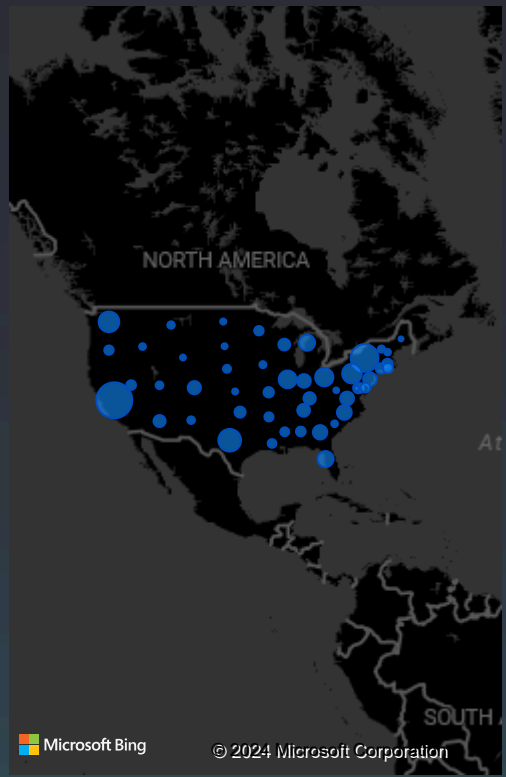 NORTH AMERICA
At
SOUTH A
Microsoft Bing
© 2024 Microsoft Corporation